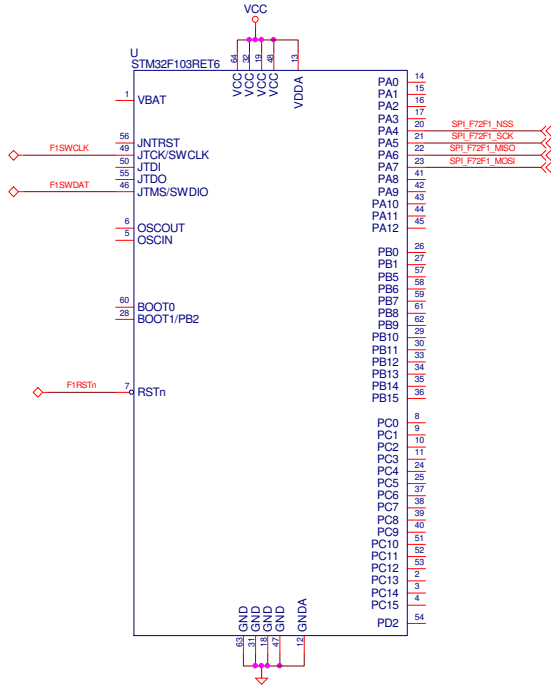 VCC
U
STM32F103RET6
64 32 19 48 13
VCC VCC VCC VCC VDDA
1 VBAT
56 JNTRST
F1SWCLK 49 JTCK/SWCLK
50 JTDI
55 JTDO
F1SWDAT 46 JTMS/SWDIO
6 OSCOUT
5 OSCIN
60 BOOT0
28 BOOT1/PB2
F1RSTn 7 RSTn
PA0 14
PA1 15
PA2 16
PA3 17
PA4 20 SPI_F72F1_NSS
PA5 21 SPI_F72F1_SCK
PA6 22 SPI_F72F1_MISO
PA7 23 SPI_F72F1_MOSI
PA8 41
PA9 42
PA10 43
PA11 44
PA12 45
PB0 26
PB1 27
PB5 57
PB6 58
PB7 59
PB8 61
PB9 62
PB10 29
PB11 30
PB12 33
PB13 34
PB14 35
PB15 36
PC0 8
PC1 9
PC2 10
PC3 11
PC4 24
PC5 25
PC6 37
PC7 38
PC8 39
PC9 40
PC10 51
PC11 52
PC12 53
PC13 2
PC14 3
PC15 4
PD2 54
GND GND GND GND GNDA
63 31 18 47 12